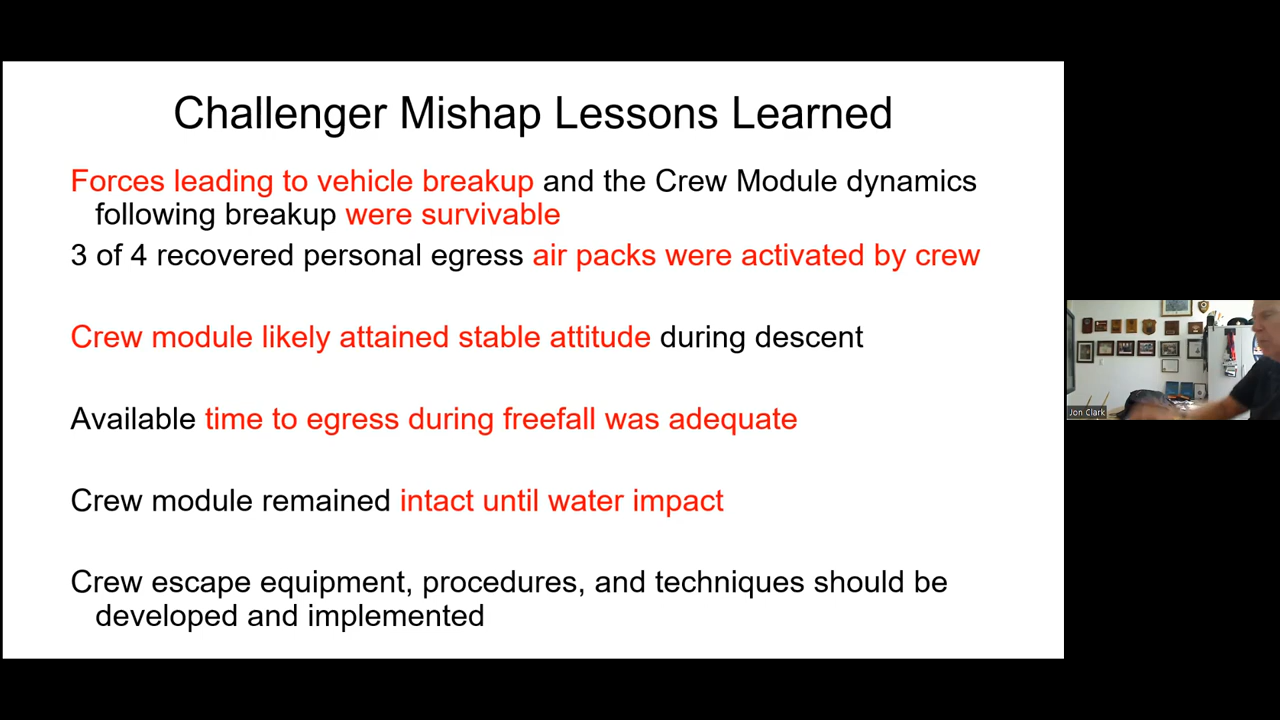 Challenger Mishap Lessons Learned
Forces leading to vehicle breakup and the Crew Module dynamics
following breakup were survivable
3 of 4 recovered personal egress air packs were activated by crew
Crew module likely attained stable attitude during descent
Available time to egress during freefall was adequate
Crew module remained intact until water impact
Crew escape equipment, procedures, and techniques should be
developed and implemented
Jon Clark